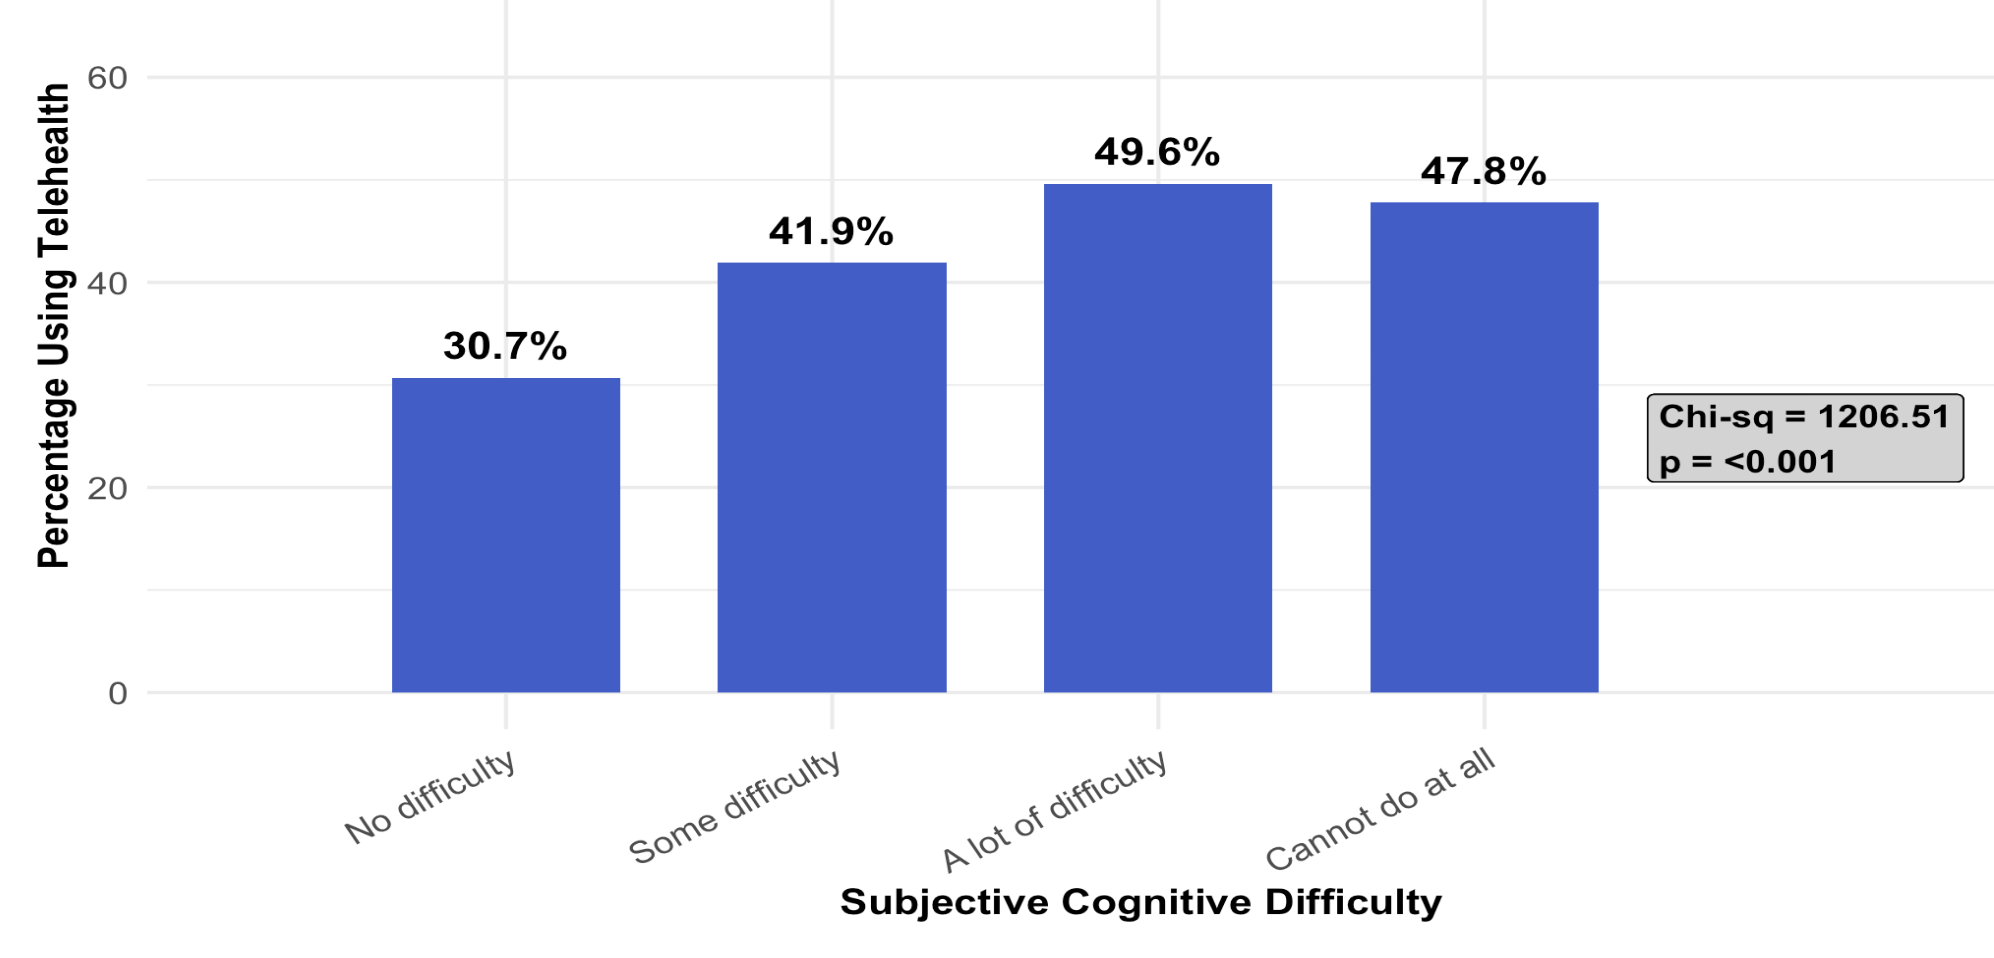 Percentage Using Telehealth
60
40
20
0
30.7%
41.9%
49.6%
47.8%
Chi-sq = 1206.51
p = <0.001
No difficulty
Some difficulty
A lot of difficulty
Cannot do at all
Subjective Cognitive Difficulty